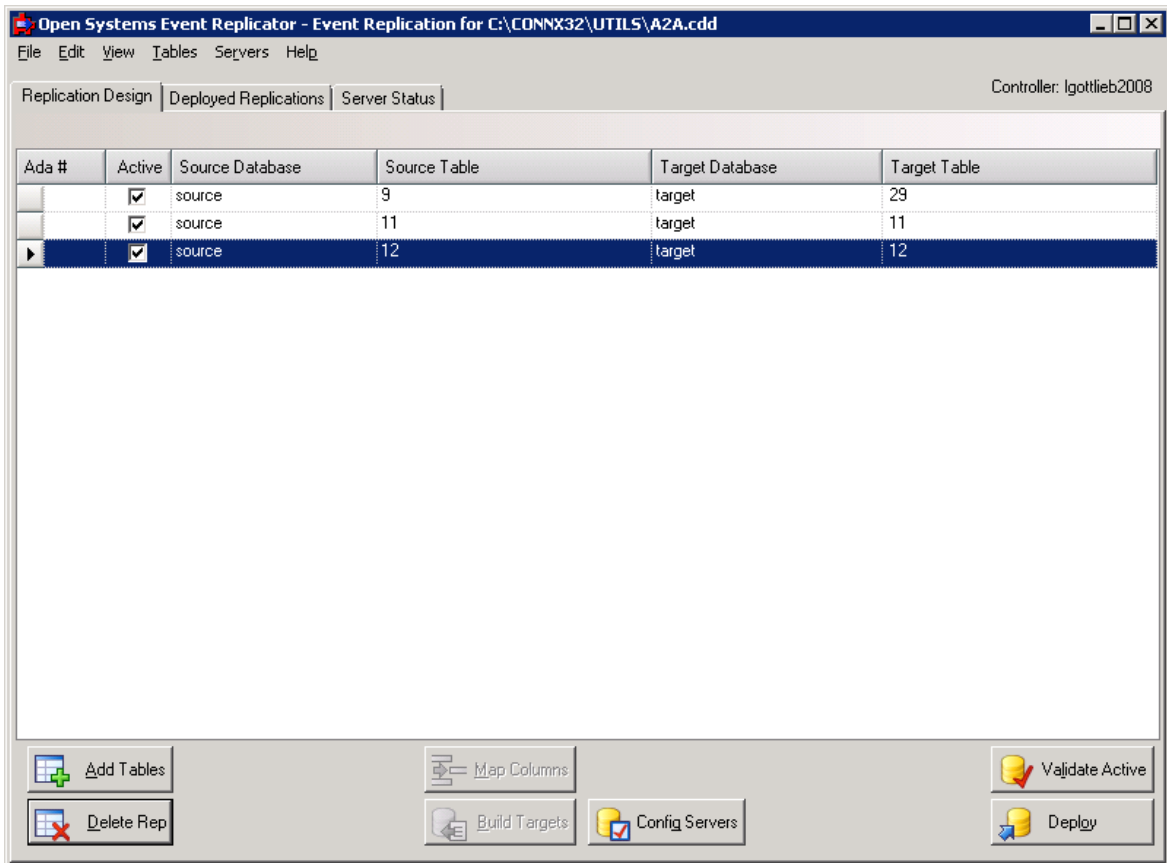 Open Systems Event Replicator - Event Replication for C:\CONNX32\UTILS\A2A.cdd
File Edit View Tables Servers Help
Replication Design Deployed Replications Server Status Controller: lgottlieb2008
Ada # Active Source Database Source Table Target Database Target Table
source 9 target 29
source 11 target 11
source 12 target 12
Add Tables Map Columns Validate Active
Delete Rep Build Targets Config Servers Deploy